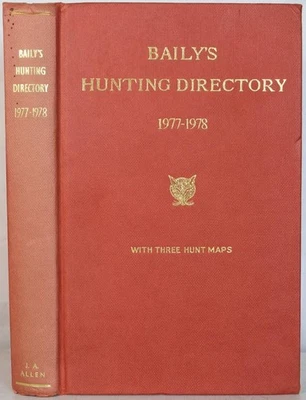 BAILY'S
HUNTING
DIRECTORY
1977-1978
J. A.
ALLEN
BAILY'S
HUNTING DIRECTORY
1977-1978
WITH THREE HUNT MAPS